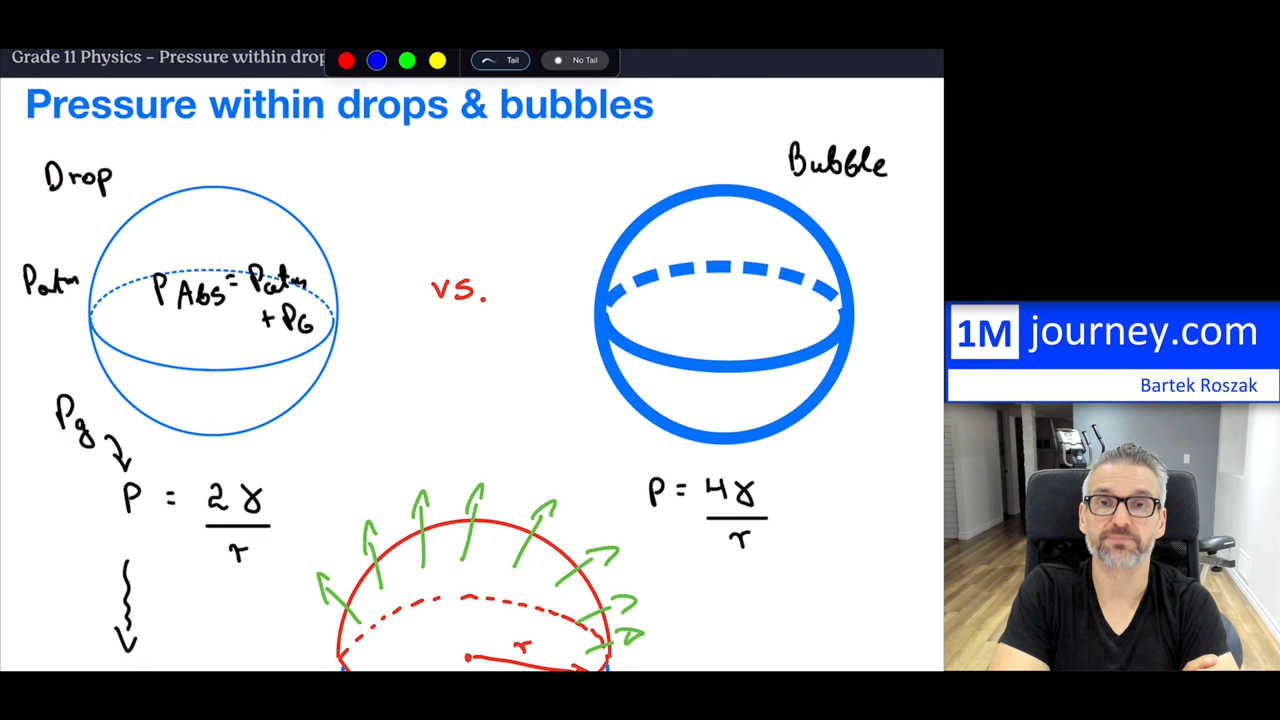 Grade 11 Physics – Pressure within drop
Tail
No Tail
Pressure within drops & bubbles
Drop
Bubble
Patm
P Abs = Patm
+ PG
vs.
Pg
P = 2γ
r
P = 4γ
r
r
1M journey.com
Bartek Roszak